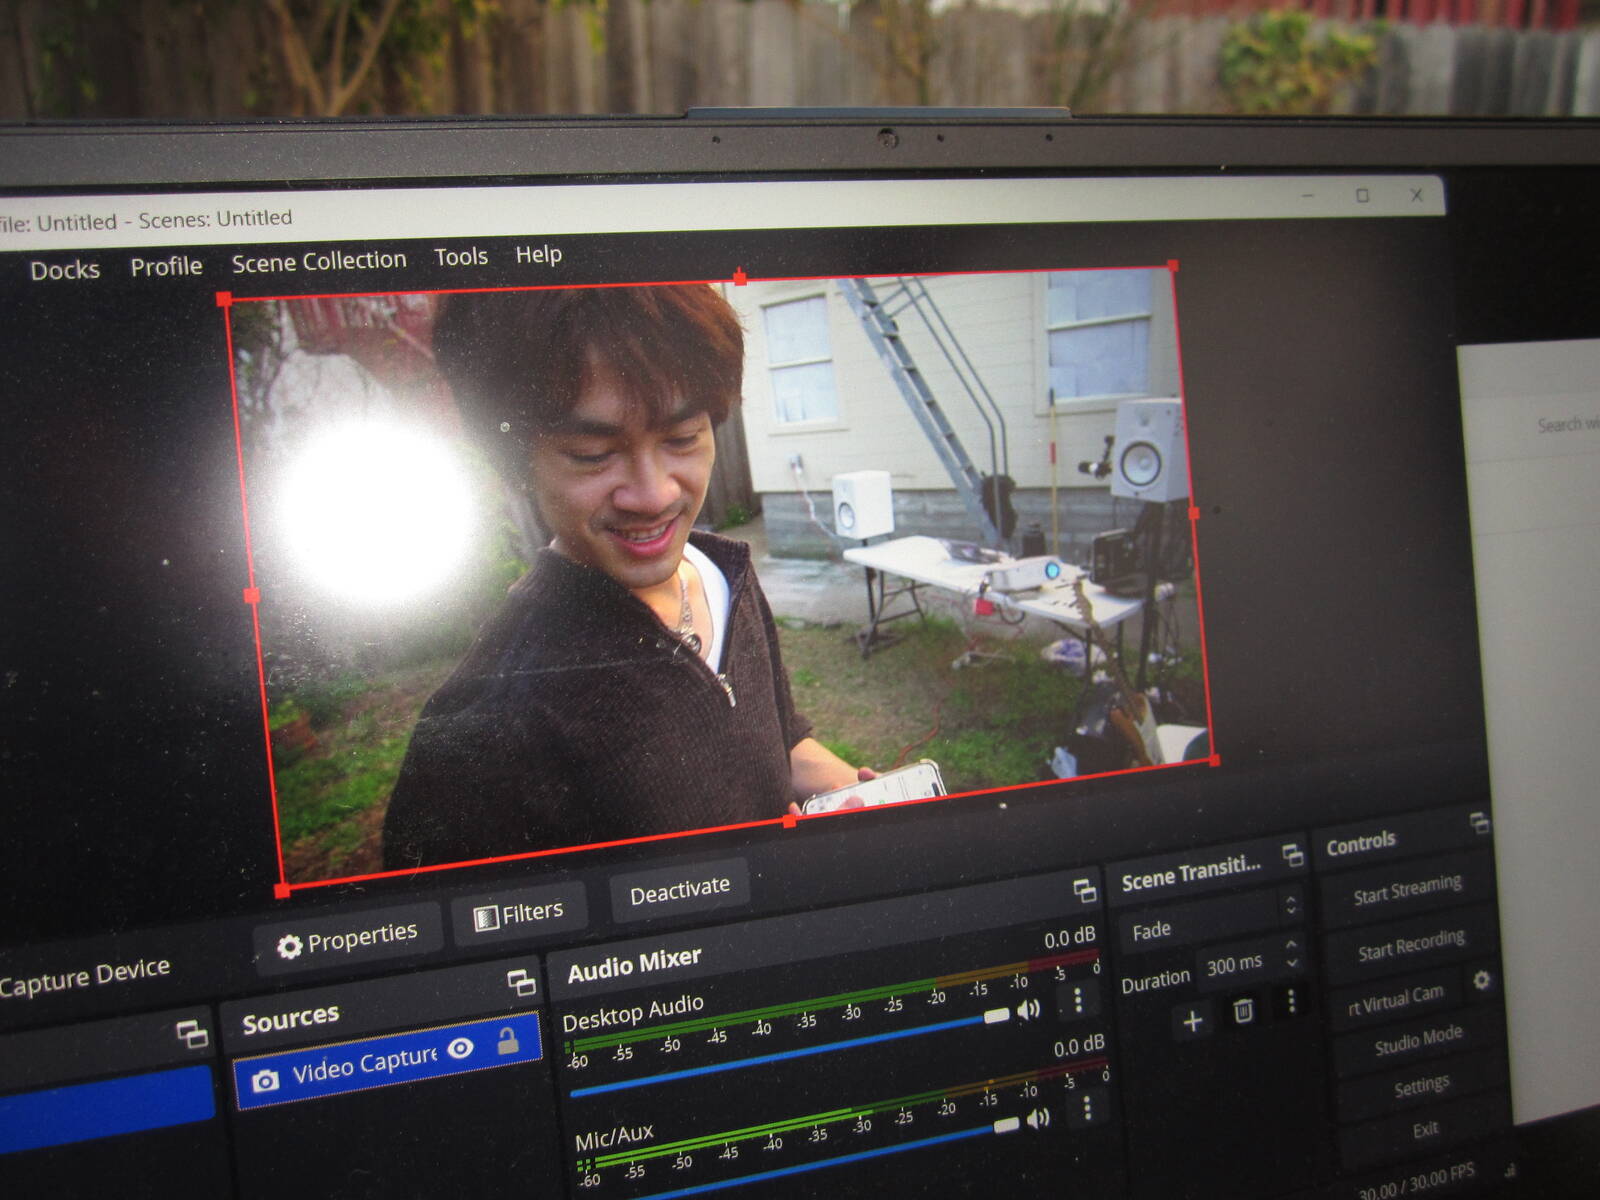 file: Untitled - Scenes: Untitled
Docks Profile Scene Collection Tools Help
Search
Properties Filters Deactivate
Capture Device
Sources
Video Capture
Audio Mixer
Desktop Audio 0.0 dB
-60 -55 -50 -45 -40 -35 -30 -25 -20 -15 -10 -5 0
Mic/Aux 0.0 dB
-60 -55 -50 -45 -40 -35 -30 -25 -20 -15 -10 -5 0
Scene Transiti...
Fade
Duration 300 ms
Controls
Start Streaming
Start Recording
rt Virtual Cam
Studio Mode
Settings
Exit
30.00 / 30.00 FPS